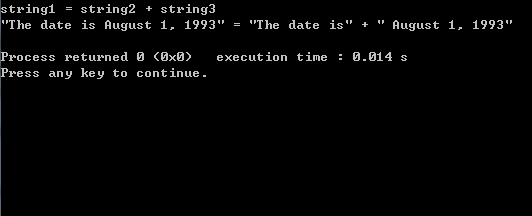 string1 = string2 + string3
"The date is August 1, 1993" = "The date is" + " August 1, 1993"
Process returned 0 (0x0)   execution time : 0.014 s
Press any key to continue.